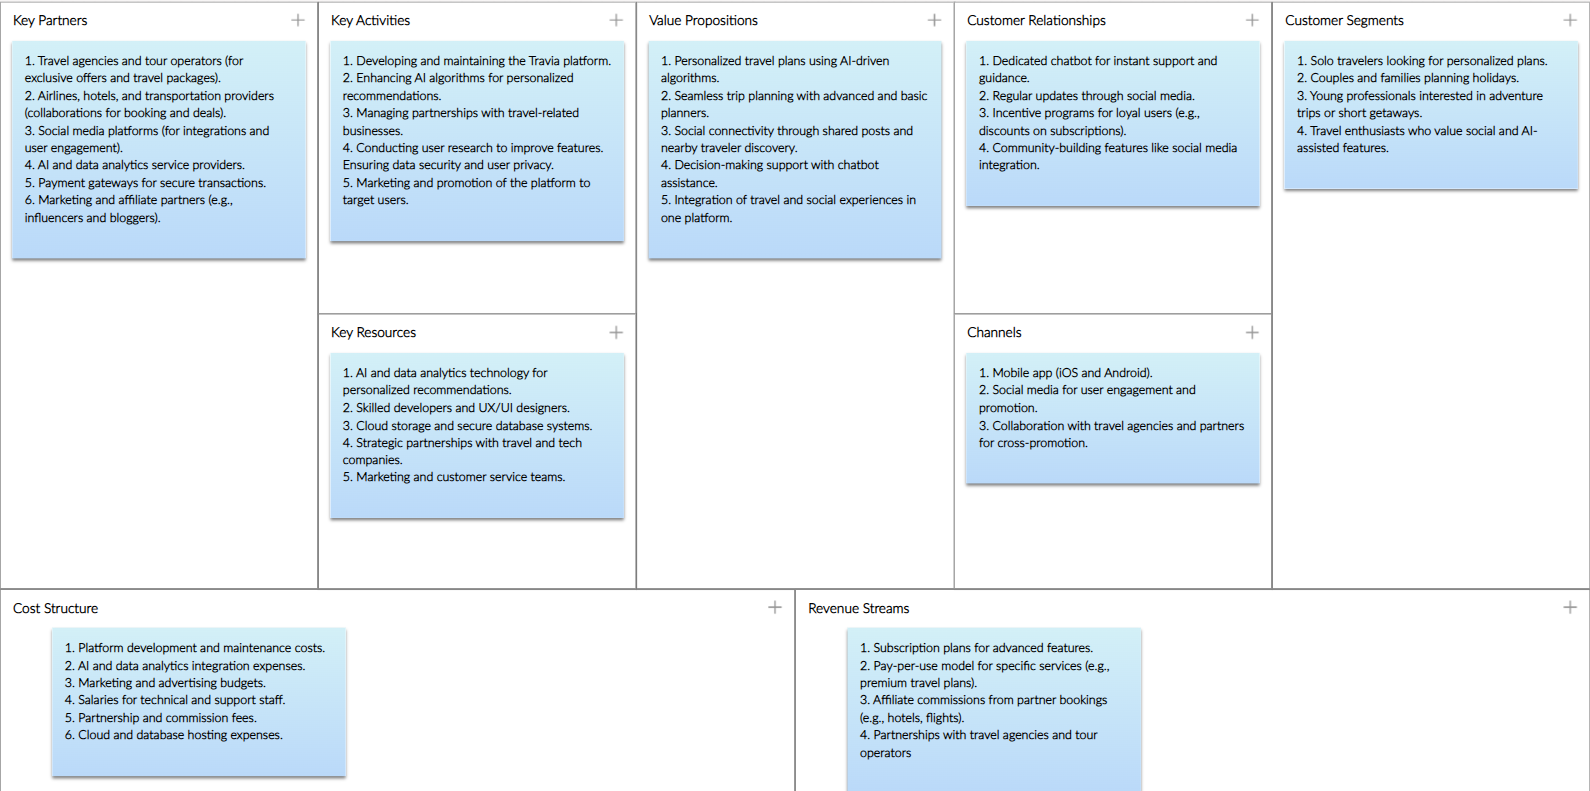 Key Partners
1. Travel agencies and tour operators (for
exclusive offers and travel packages).
2. Airlines, hotels, and transportation providers
(collaborations for booking and deals).
3. Social media platforms (for integrations and
user engagement).
4. AI and data analytics service providers.
5. Payment gateways for secure transactions.
6. Marketing and affiliate partners (e.g.,
influencers and bloggers).
Key Activities
1. Developing and maintaining the Travia platform.
2. Enhancing AI algorithms for personalized
recommendations.
3. Managing partnerships with travel-related
businesses.
4. Conducting user research to improve features.
Ensuring data security and user privacy.
5. Marketing and promotion of the platform to
target users.
Key Resources
1. AI and data analytics technology for
personalized recommendations.
2. Skilled developers and UX/UI designers.
3. Cloud storage and secure database systems.
4. Strategic partnerships with travel and tech
companies.
5. Marketing and customer service teams.
Value Propositions
1. Personalized travel plans using AI-driven
algorithms.
2. Seamless trip planning with advanced and basic
planners.
3. Social connectivity through shared posts and
nearby traveler discovery.
4. Decision-making support with chatbot
assistance.
5. Integration of travel and social experiences in
one platform.
Customer Relationships
1. Dedicated chatbot for instant support and
guidance.
2. Regular updates through social media.
3. Incentive programs for loyal users (e.g.,
discounts on subscriptions).
4. Community-building features like social media
integration.
Channels
1. Mobile app (iOS and Android).
2. Social media for user engagement and
promotion.
3. Collaboration with travel agencies and partners
for cross-promotion.
Customer Segments
1. Solo travelers looking for personalized plans.
2. Couples and families planning holidays.
3. Young professionals interested in adventure
trips or short getaways.
4. Travel enthusiasts who value social and AI-
assisted features.
Cost Structure
1. Platform development and maintenance costs.
2. AI and data analytics integration expenses.
3. Marketing and advertising budgets.
4. Salaries for technical and support staff.
5. Partnership and commission fees.
6. Cloud and database hosting expenses.
Revenue Streams
1. Subscription plans for advanced features.
2. Pay-per-use model for specific services (e.g.,
premium travel plans).
3. Affiliate commissions from partner bookings
(e.g., hotels, flights).
4. Partnerships with travel agencies and tour
operators